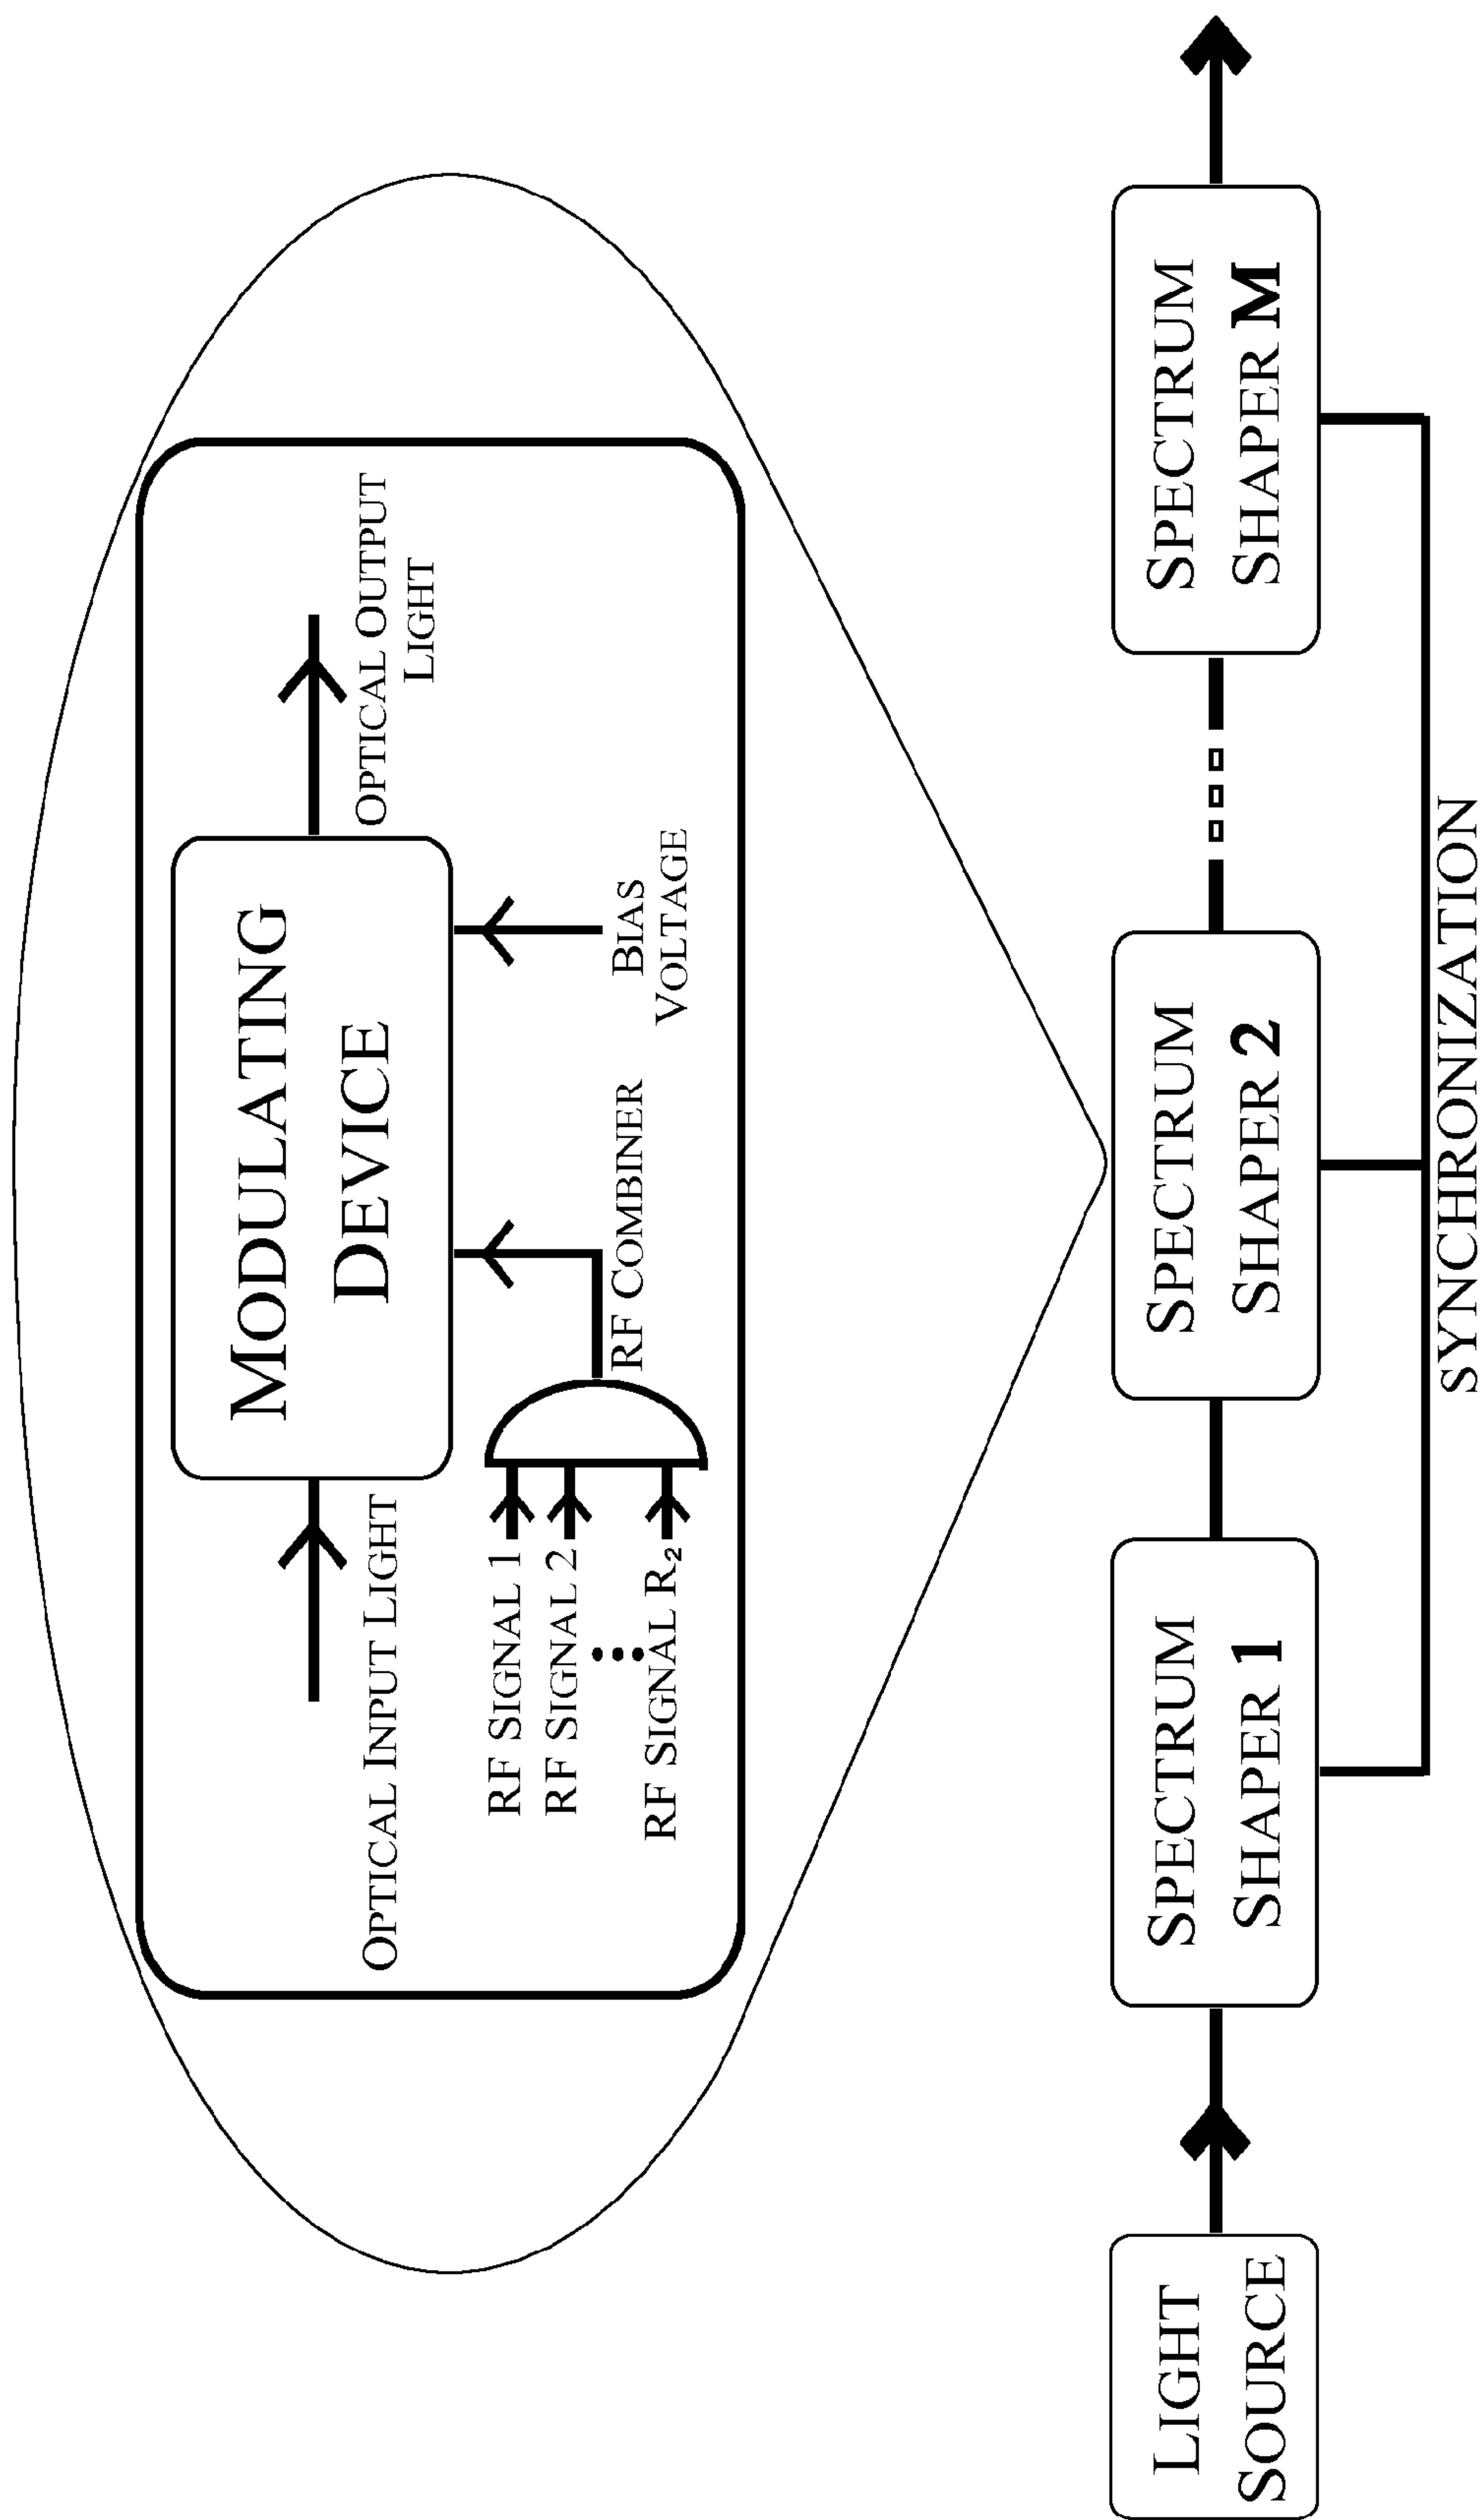 MODULATING
DEVICE
OPTICAL INPUT LIGHT
OPTICAL OUTPUT
LIGHT
RF SIGNAL 1
RF SIGNAL 2
RF SIGNAL R2
RF COMBINER
BIAS
VOLTAGE
LIGHT
SOURCE
SPECTRUM
SHAPER 1
SPECTRUM
SHAPER 2
SPECTRUM
SHAPER M
SYNCHRONIZATION